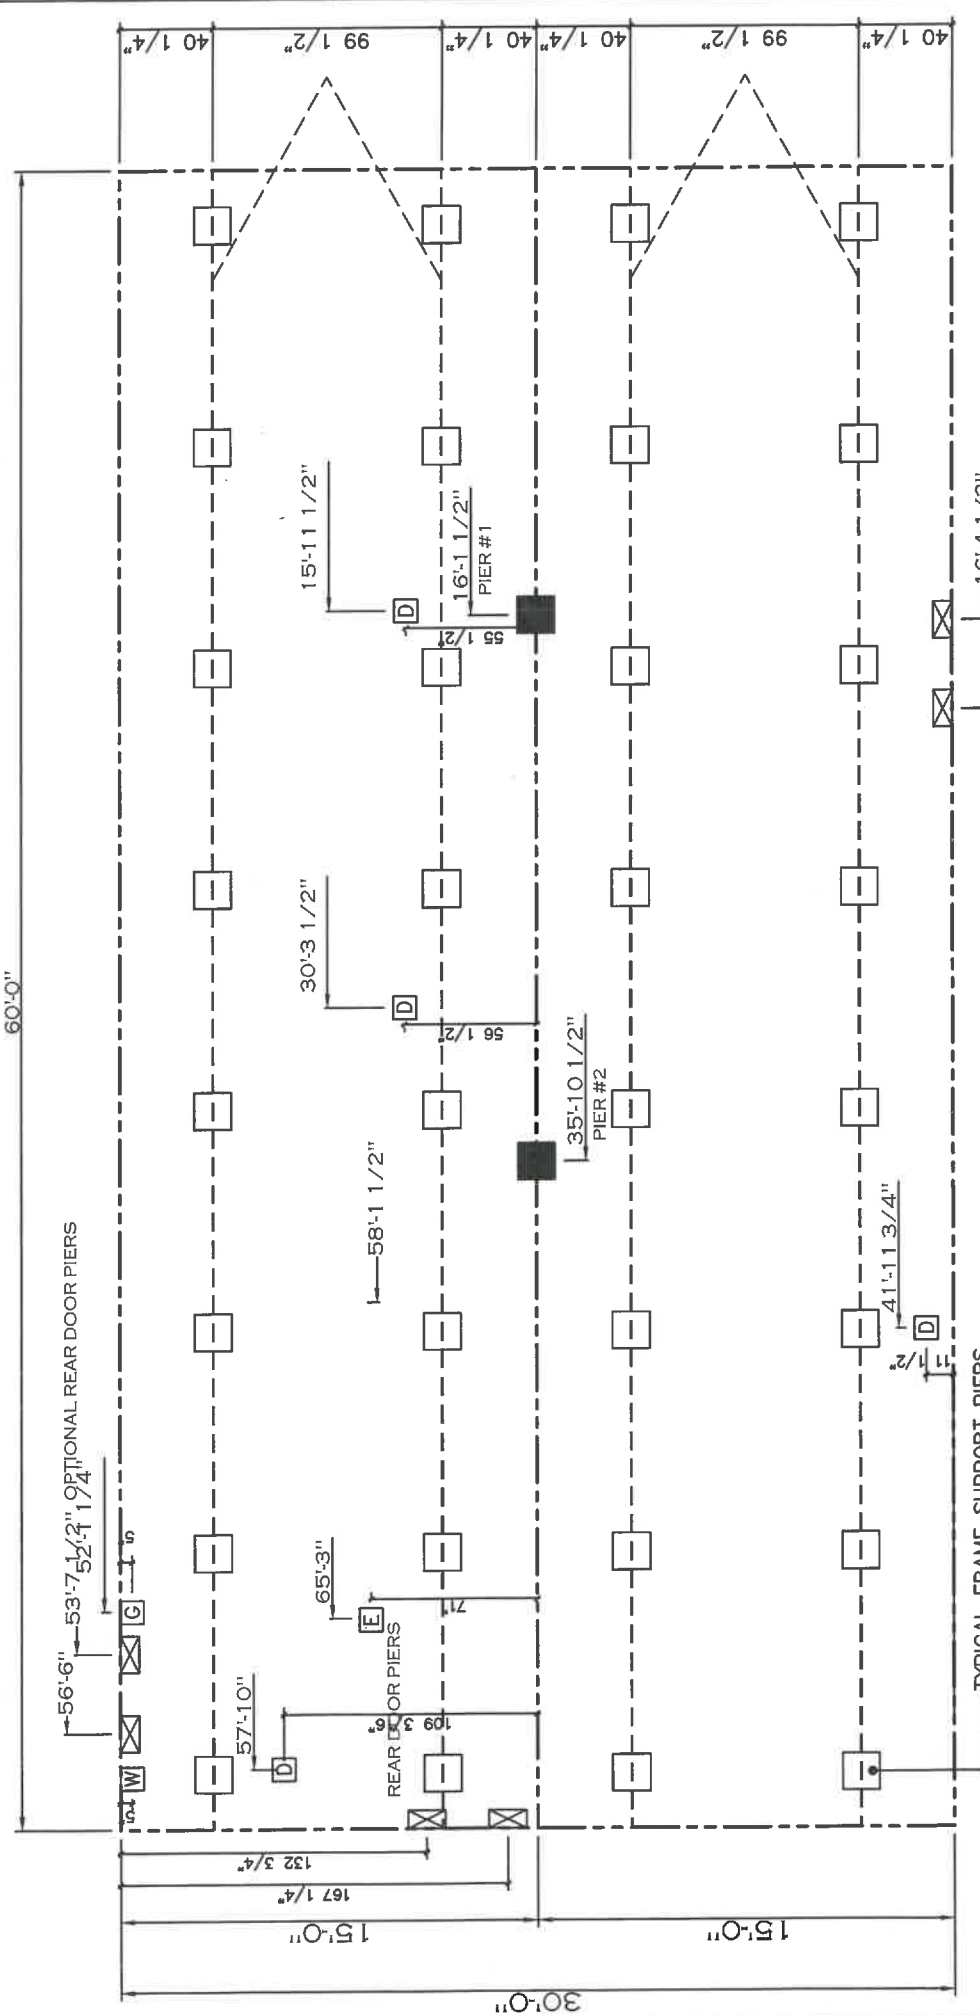 60'-0"
40 1/4"
99 1/2"
40 1/4"
40 1/4"
99 1/2"
40 1/4"
15'-11 1/2"
D
16'-1 1/2"
PIER #1
55 1/2"
30'-3 1/2"
D
56 1/2"
35'-10 1/2"
PIER #2
58'-1 1/2"
41'-11 3/4"
D
11 1/2"
53'-7 1/2" OPTIONAL REAR DOOR PIERS
52'-1 1/4"
56'-6"
5
G
W
5
57'-10"
D
65'-3"
E
71"
REAR DOOR PIERS
132 3/4"
167 1/4"
15'-0"
15'-0"
30'-0"
16'-4 1/2"
TYPICAL FRAME SUPPORT PIERS